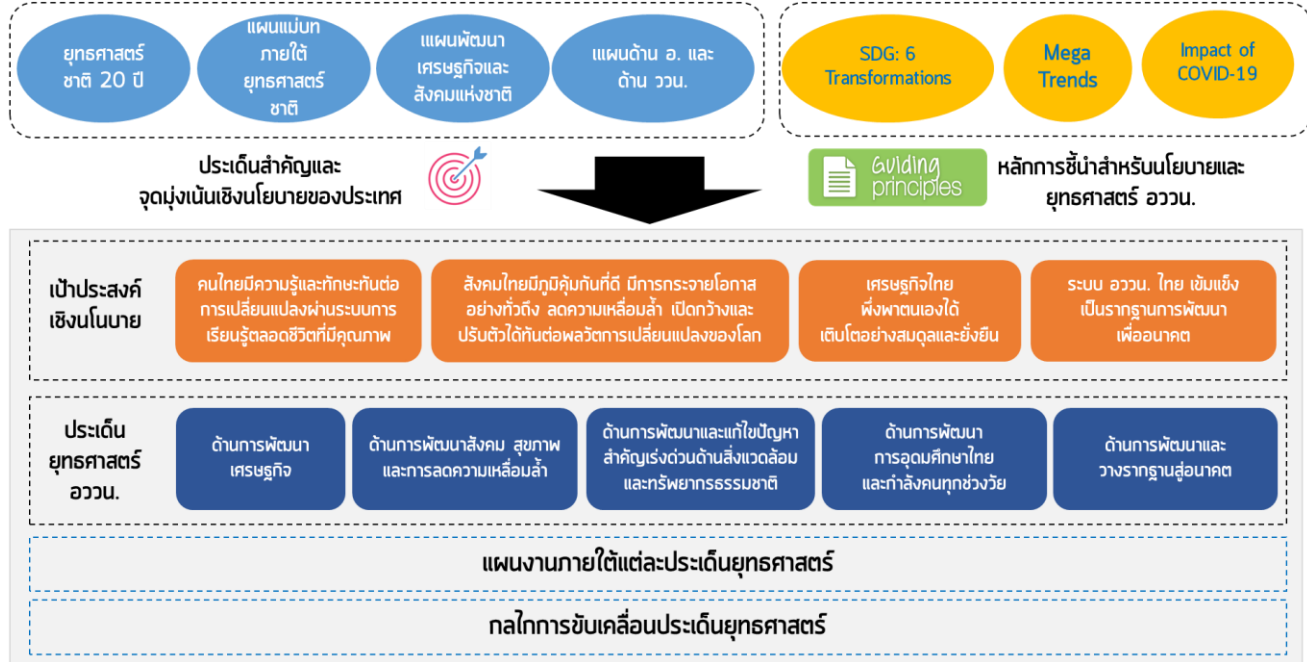 ยุทธศาสตร์
ชาติ 20 ปี
แผนแม่บท
ภายใต้
ยุทธศาสตร์
ชาติ
แผนพัฒนา
เศรษฐกิจและ
สังคมแห่งชาติ
แผนด้าน อ. และ
ด้าน ววน.
SDG: 6
Transformations
Mega
Trends
Impact of
COVID-19
ประเด็นสำคัญและ
จุดมุ่งเน้นเชิงนโยบายของประเทศ
Guiding
principles
หลักการชี้นำสำหรับนโยบายและ
ยุทธศาสตร์ อววน.
เป้าประสงค์
เชิงนโนบาย
คนไทยมีความรู้และทักษะทันต่อ
การเปลี่ยนแปลงผ่านระบบการ
เรียนรู้ตลอดชีวิตที่มีคุณภาพ
สังคมไทยมีภูมิคุ้มกันที่ดี มีการกระจายโอกาส
อย่างทั่วถึง ลดความเหลื่อมล้ำ เปิดกว้างและ
ปรับตัวได้ทันต่อพลวัตการเปลี่ยนแปลงของโลก
เศรษฐกิจไทย
พึ่งพาตนเองได้
เติบโตอย่างสมดุลและยั่งยืน
ระบบ อววน. ไทย เข้มแข็ง
เป็นรากฐานการพัฒนา
เพื่ออนาคต
ประเด็น
ยุทธศาสตร์
อววน.
ด้านการพัฒนา
เศรษฐกิจ
ด้านการพัฒนาสังคม สุขภาพ
และการลดความเหลื่อมล้ำ
ด้านการพัฒนาและแก้ไขปัญหา
สำคัญเร่งด่วนด้านสิ่งแวดล้อม
และทรัพยากรธรรมชาติ
ด้านการพัฒนา
การอุดมศึกษาไทย
และกำลังคนทุกช่วงวัย
ด้านการพัฒนาและ
วางรากฐานสู่อนาคต
แผนงานภายใต้แต่ละประเด็นยุทธศาสตร์
กลไกการขับเคลื่อนประเด็นยุทธศาสตร์